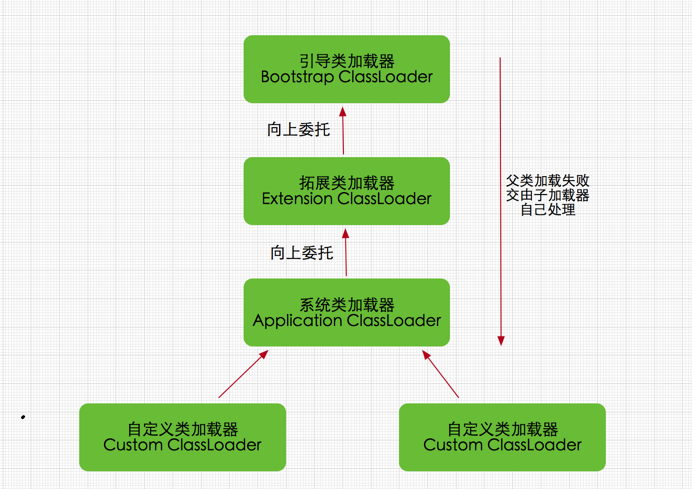 引导类加载器
Bootstrap ClassLoader
向上委托
拓展类加载器
Extension ClassLoader
父类加载失败
交由子加载器
自己处理
向上委托
系统类加载器
Application ClassLoader
自定义类加载器
Custom ClassLoader
自定义类加载器
Custom ClassLoader